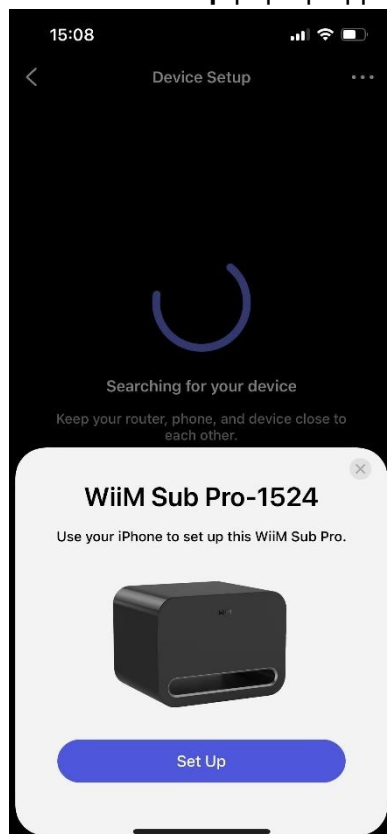 15:08
Device Setup
Searching for your device
Keep your router, phone, and device close to
each other.
WiiM Sub Pro-1524
Use your iPhone to set up this WiiM Sub Pro.
WiiM
Set Up